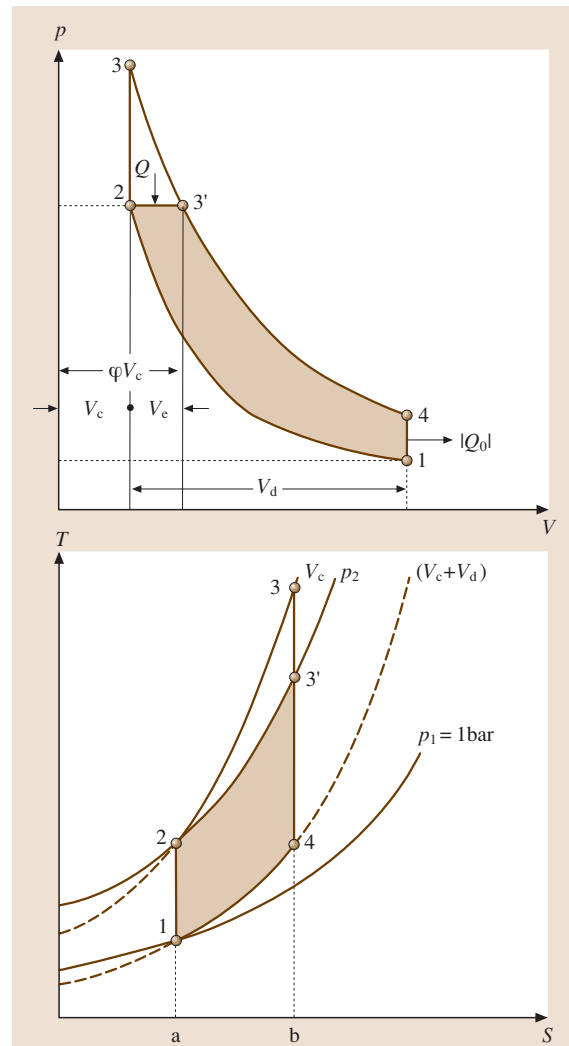 p
3
Q
2
3'
φV_c
V_c
V_e
4
|Q_0|
1
V_d
V
T
V_c
p_2
(V_c+V_d)
3
3'
p_1 = 1bar
2
4
1
a
b
S